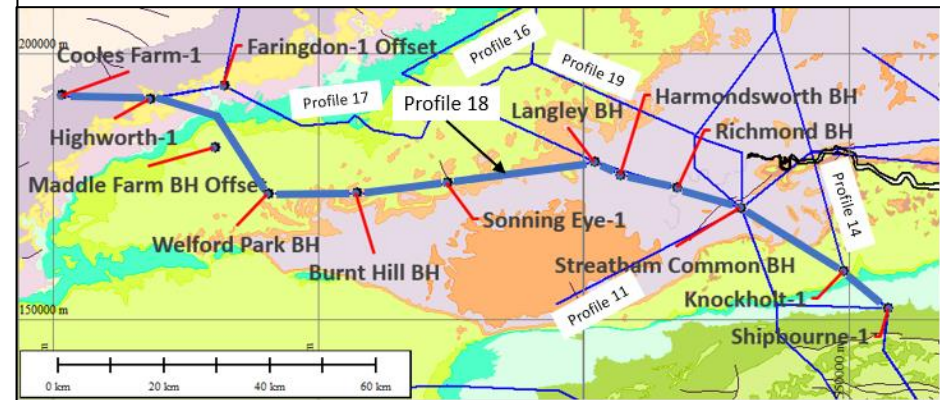 200000 m
Cooles Farm-1
Faringdon-1 Offset
Profile 16
Profile 19
Profile 17
Profile 18
Langley BH
Harmondsworth BH
Richmond BH
Highworth-1
Maddle Farm BH Offse
Welford Park BH
Burnt Hill BH
Sonning Eye-1
Streatham Common BH
Profile 14
Profile 11
Knockholt-1
150000 m
Shipbourne-1
0 km
20 km
40 km
60 km